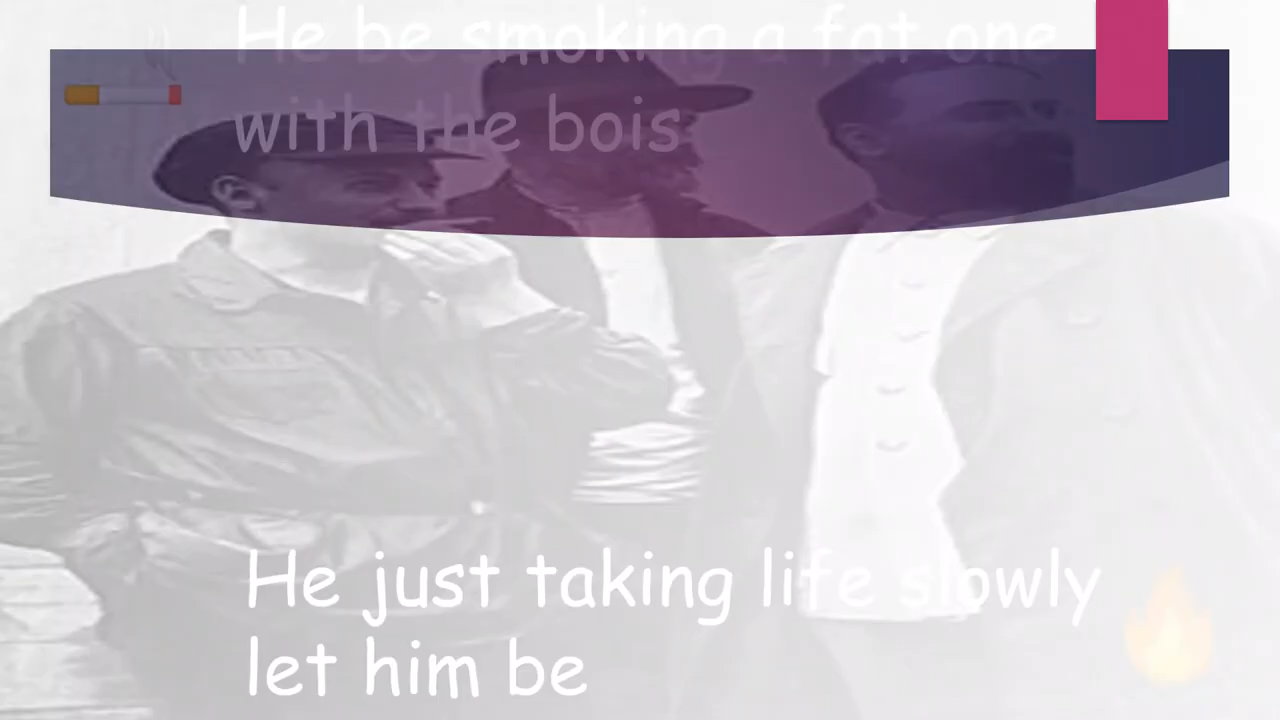 He be smoking a fat one
with the bois
He just taking life slowly
let him be